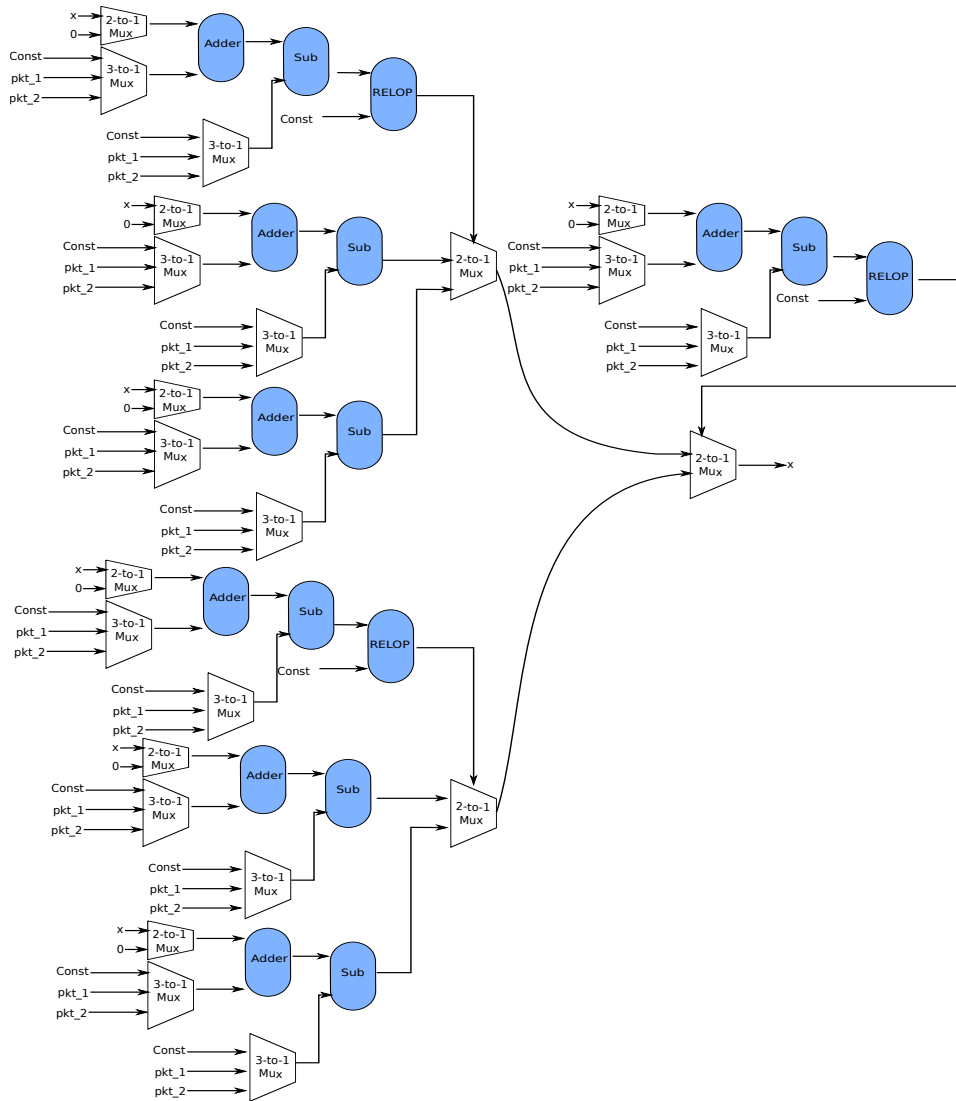 x
2-to-1
Mux
0
Adder
Const
3-to-1
Mux
pkt_1
pkt_2
Sub
RELOP
Const
Const
3-to-1
Mux
pkt_1
pkt_2
x
2-to-1
Mux
0
Adder
Const
3-to-1
Mux
pkt_1
pkt_2
Sub
Const
3-to-1
Mux
pkt_1
pkt_2
2-to-1
Mux
x
2-to-1
Mux
0
Adder
Const
3-to-1
Mux
pkt_1
pkt_2
Sub
Const
3-to-1
Mux
pkt_1
pkt_2
x
2-to-1
Mux
0
Adder
Const
3-to-1
Mux
pkt_1
pkt_2
Sub
RELOP
Const
Const
3-to-1
Mux
pkt_1
pkt_2
2-to-1
Mux
x
x
2-to-1
Mux
0
Adder
Const
3-to-1
Mux
pkt_1
pkt_2
Sub
RELOP
Const
Const
3-to-1
Mux
pkt_1
pkt_2
x
2-to-1
Mux
0
Adder
Const
3-to-1
Mux
pkt_1
pkt_2
Sub
Const
3-to-1
Mux
pkt_1
pkt_2
2-to-1
Mux
x
2-to-1
Mux
0
Adder
Const
3-to-1
Mux
pkt_1
pkt_2
Sub
Const
3-to-1
Mux
pkt_1
pkt_2